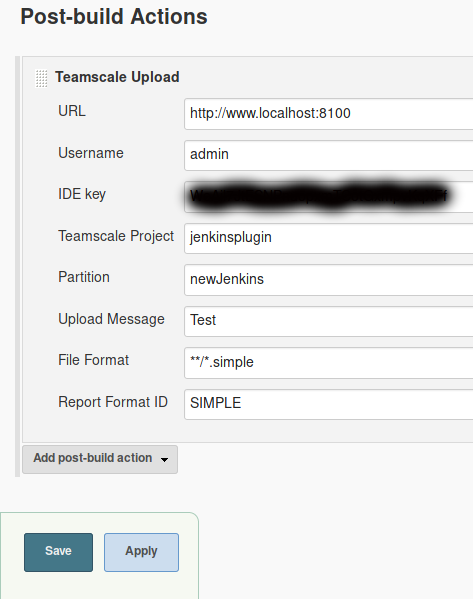 Post-build Actions
Teamscale Upload
URL
http://www.localhost:8100
Username
admin
IDE key
Teamscale Project
jenkinsplugin
Partition
newJenkins
Upload Message
Test
File Format
**/*.simple
Report Format ID
SIMPLE
Add post-build action
Save
Apply